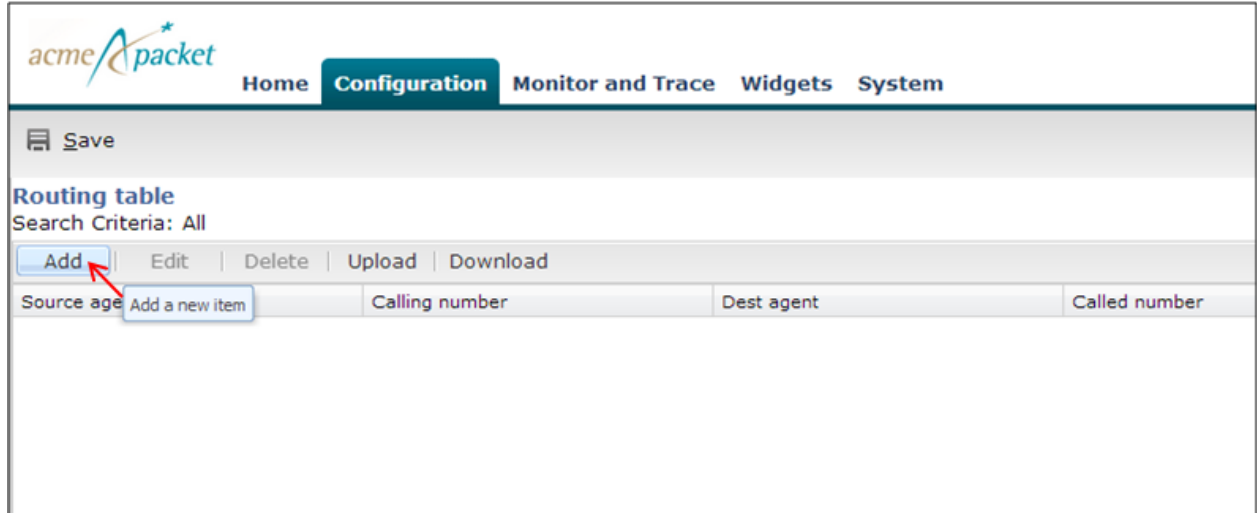 acme packet
Home Configuration Monitor and Trace Widgets System
Save
Routing table
Search Criteria: All
Add Edit Delete Upload Download
Source age Calling number Dest agent Called number
Add a new item